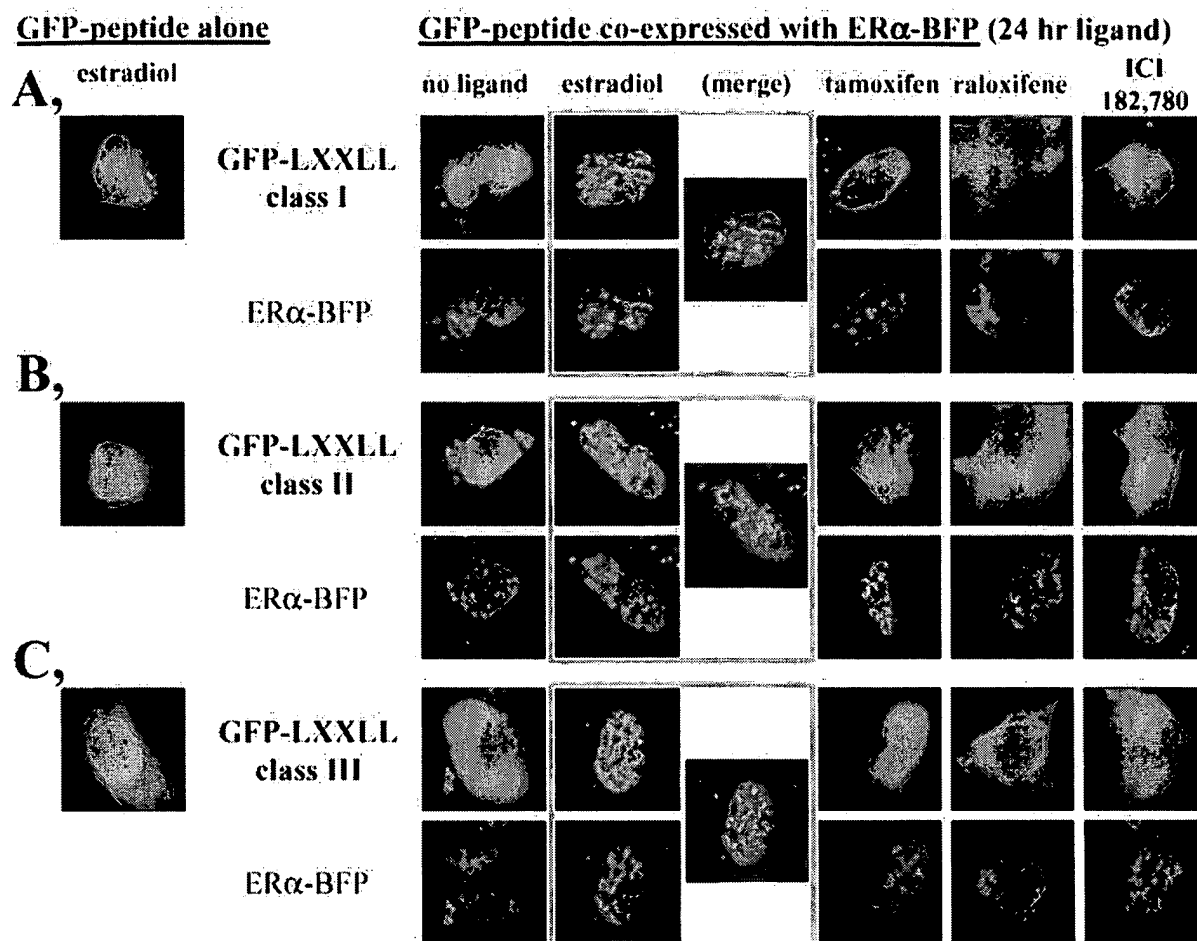 GFP-peptide alone
GFP-peptide co-expressed with ERα-BFP (24 hr ligand)
A,
estradiol
no ligand
estradiol
(merge)
tamoxifen
raloxifene
ICI
182,780
GFP-LXXLL
class I
ERα-BFP
B,
GFP-LXXLL
class II
ERα-BFP
C,
GFP-LXXLL
class III
ERα-BFP